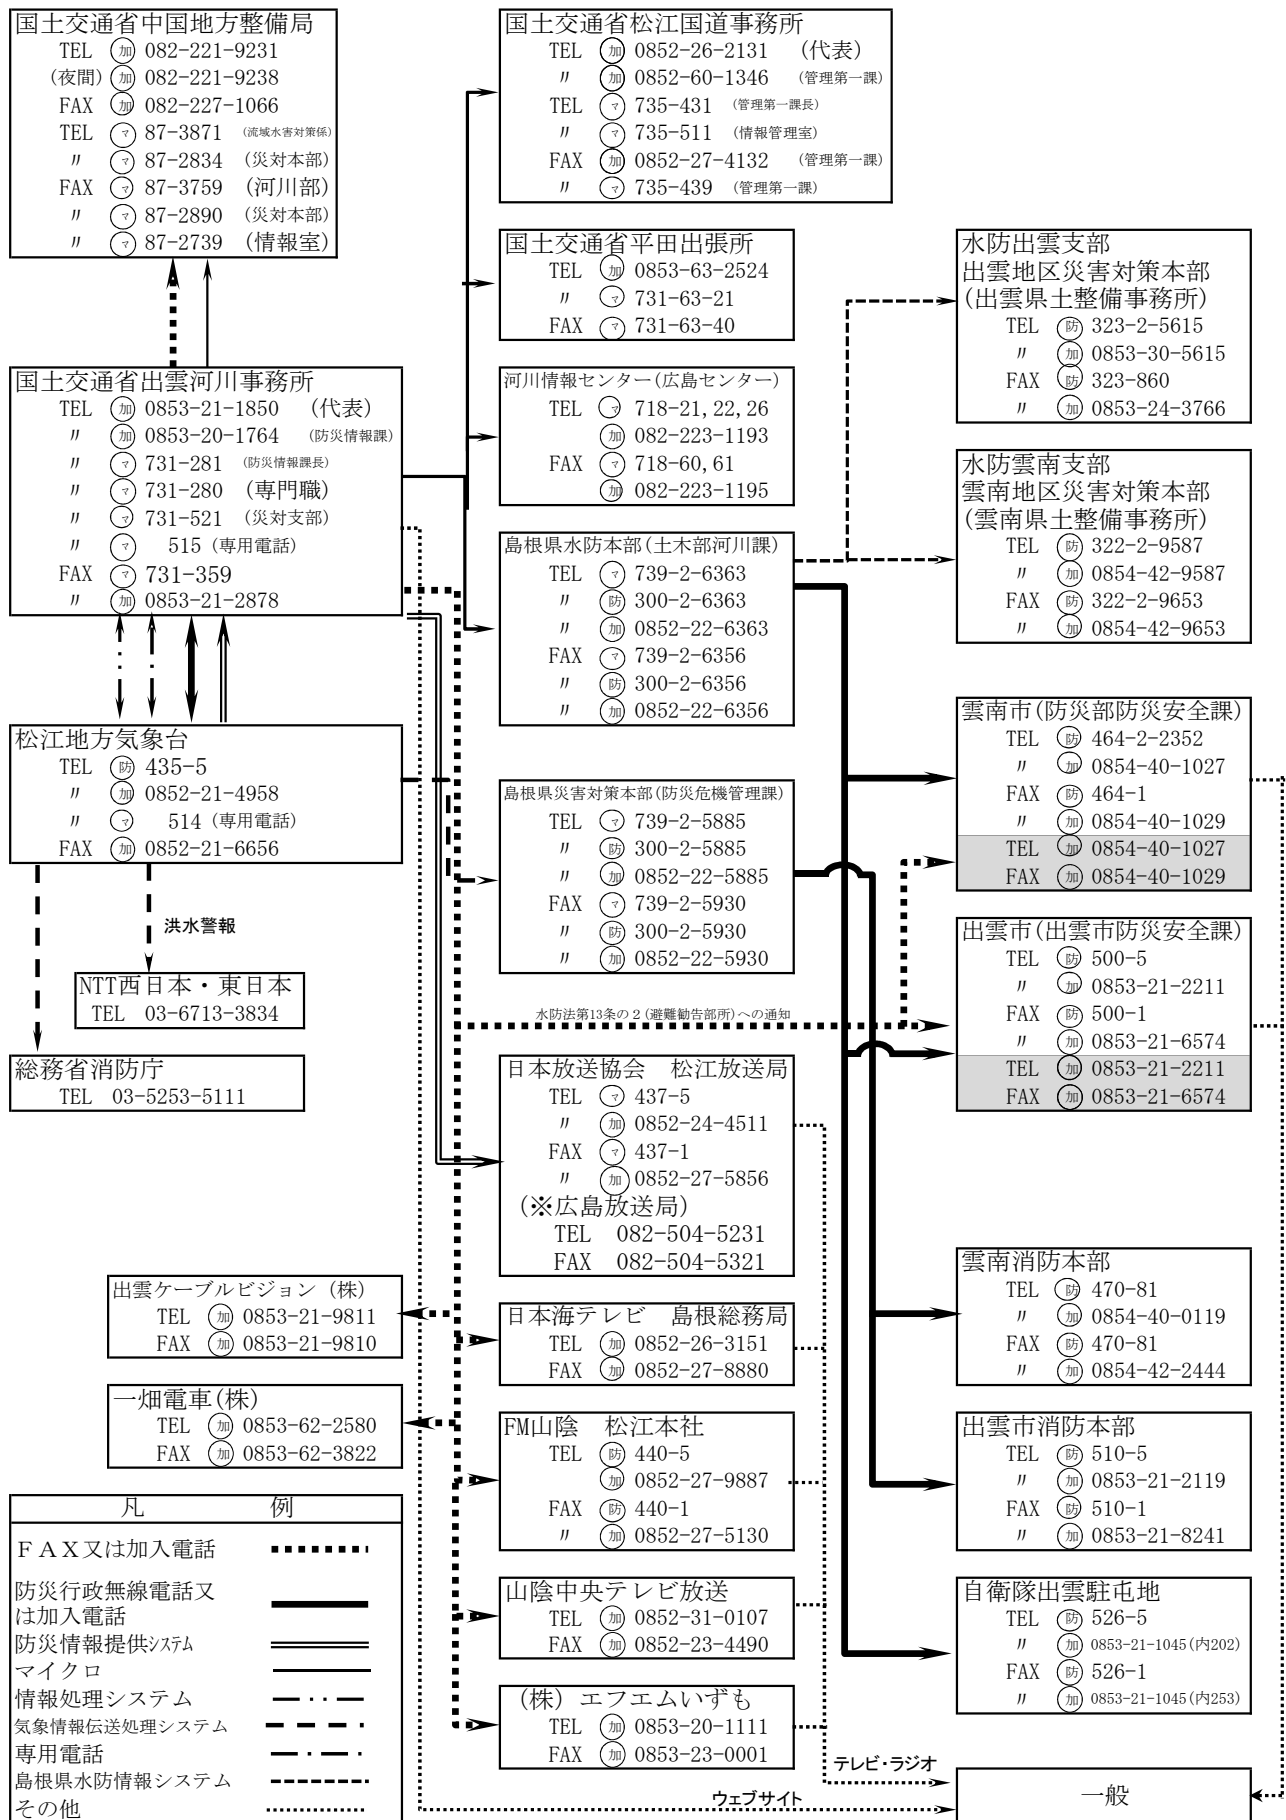 国土交通省中国地方整備局
TEL 加 082-221-9231
(夜間) 加 082-221-9238
FAX 加 082-227-1066
TEL マ 87-3871 (流域水害対策係)
〃 マ 87-2834 (災対本部)
FAX マ 87-3759 (河川部)
〃 マ 87-2890 (災対本部)
〃 マ 87-2739 (情報室)
国土交通省出雲河川事務所
TEL 加 0853-21-1850 (代表)
〃 加 0853-20-1764 (防災情報課)
〃 マ 731-281 (防災情報課長)
〃 マ 731-280 (専門職)
〃 マ 731-521 (災対支部)
〃 マ 515 (専用電話)
FAX マ 731-359
〃 加 0853-21-2878
松江地方気象台
TEL 防 435-5
〃 加 0852-21-4958
〃 マ 514 (専用電話)
FAX 加 0852-21-6656
洪水警報
NTT西日本・東日本
TEL 03-6713-3834
総務省消防庁
TEL 03-5253-5111
出雲ケーブルビジョン（株）
TEL 加 0853-21-9811
FAX 加 0853-21-9810
一畑電車(株)
TEL 加 0853-62-2580
FAX 加 0853-62-3822
凡 例
ＦＡＸ又は加入電話
防災行政無線電話又
は加入電話
防災情報提供システム
マイクロ
情報処理システム
気象情報伝送処理システム
専用電話
島根県水防情報システム
その他
国土交通省松江国道事務所
TEL 加 0852-26-2131 (代表)
〃 加 0852-60-1346 (管理第一課)
TEL マ 735-431 (管理第一課長)
〃 マ 735-511 (情報管理室)
FAX 加 0852-27-4132 (管理第一課)
〃 マ 735-439 (管理第一課)
国土交通省平田出張所
TEL 加 0853-63-2524
〃 マ 731-63-21
FAX マ 731-63-40
河川情報センター(広島センター)
TEL マ 718-21,22,26
加 082-223-1193
FAX マ 718-60,61
加 082-223-1195
島根県水防本部(土木部河川課)
TEL マ 739-2-6363
〃 防 300-2-6363
〃 加 0852-22-6363
FAX マ 739-2-6356
〃 防 300-2-6356
〃 加 0852-22-6356
島根県災害対策本部(防災危機管理課)
TEL マ 739-2-5885
〃 防 300-2-5885
〃 加 0852-22-5885
FAX マ 739-2-5930
〃 防 300-2-5930
〃 加 0852-22-5930
水防法第13条の２(避難勧告部所)への通知
日本放送協会　松江放送局
TEL マ 437-5
〃 加 0852-24-4511
FAX マ 437-1
〃 加 0852-27-5856
(※広島放送局)
TEL 082-504-5231
FAX 082-504-5321
日本海テレビ　島根総務局
TEL 加 0852-26-3151
FAX 加 0852-27-8880
FM山陰　松江本社
TEL 防 440-5
加 0852-27-9887
FAX 防 440-1
〃 加 0852-27-5130
山陰中央テレビ放送
TEL 加 0852-31-0107
FAX 加 0852-23-4490
（株）エフエムいずも
TEL 加 0853-20-1111
FAX 加 0853-23-0001
テレビ・ラジオ
ウェブサイト
水防出雲支部
出雲地区災害対策本部
(出雲県土整備事務所)
TEL 防 323-2-5615
〃 加 0853-30-5615
FAX 防 323-860
〃 加 0853-24-3766
水防雲南支部
雲南地区災害対策本部
(雲南県土整備事務所)
TEL 防 322-2-9587
〃 加 0854-42-9587
FAX 防 322-2-9653
〃 加 0854-42-9653
雲南市(防災部防災安全課)
TEL 防 464-2-2352
〃 加 0854-40-1027
FAX 防 464-1
〃 加 0854-40-1029
TEL 加 0854-40-1027
FAX 加 0854-40-1029
出雲市(出雲市防災安全課)
TEL 防 500-5
〃 加 0853-21-2211
FAX 防 500-1
〃 加 0853-21-6574
TEL 加 0853-21-2211
FAX 加 0853-21-6574
雲南消防本部
TEL 防 470-81
〃 加 0854-40-0119
FAX 防 470-81
〃 加 0854-42-2444
出雲市消防本部
TEL 防 510-5
〃 加 0853-21-2119
FAX 防 510-1
〃 加 0853-21-8241
自衛隊出雲駐屯地
TEL 防 526-5
〃 加 0853-21-1045(内202)
FAX 防 526-1
〃 加 0853-21-1045(内253)
一般